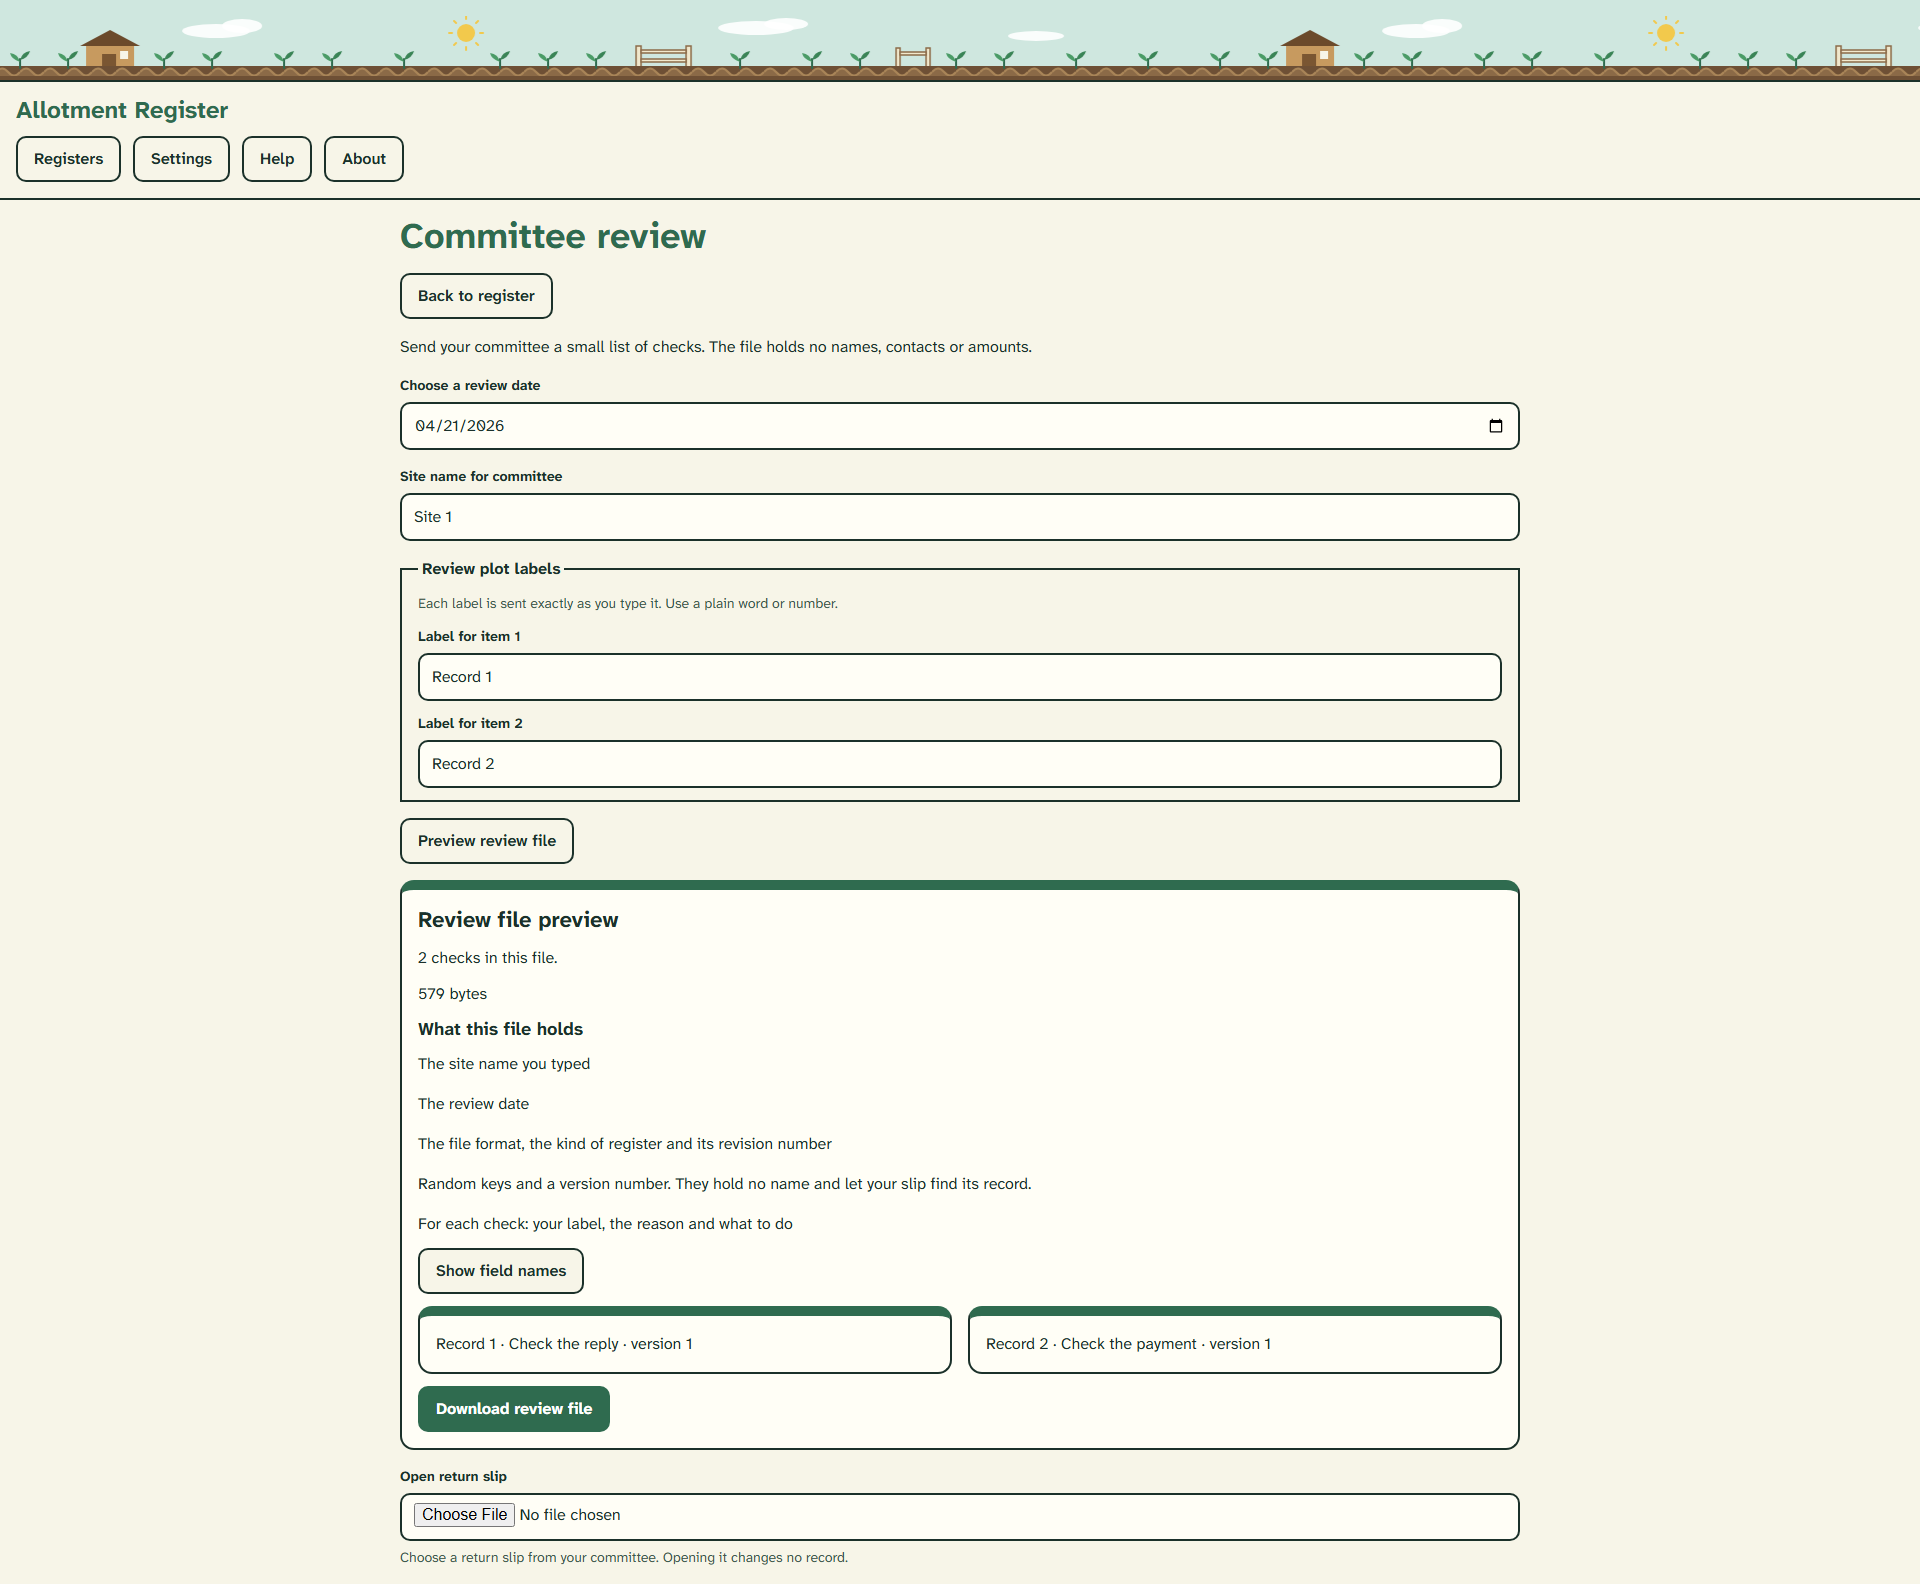 Allotment Register
Registers
Settings
Help
About
Committee review
Back to register
Send your committee a small list of checks. The file holds no names, contacts or amounts.
Choose a review date
04/21/2026
Site name for committee
Site 1
Review plot labels
Each label is sent exactly as you type it. Use a plain word or number.
Label for item 1
Record 1
Label for item 2
Record 2
Preview review file
Review file preview
2 checks in this file.
579 bytes
What this file holds
The site name you typed
The review date
The file format, the kind of register and its revision number
Random keys and a version number. They hold no name and let your slip find its record.
For each check: your label, the reason and what to do
Show field names
Record 1 · Check the reply · version 1
Record 2 · Check the payment · version 1
Download review file
Open return slip
Choose File No file chosen
Choose a return slip from your committee. Opening it changes no record.